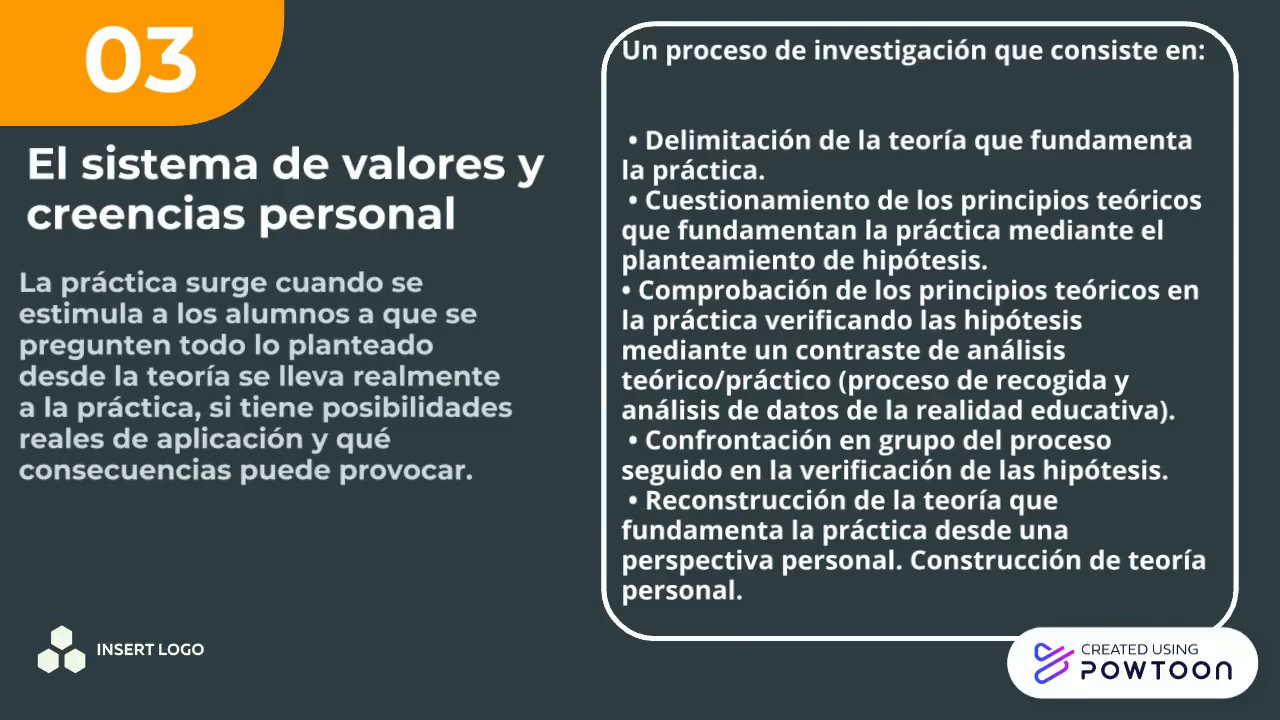 03
El sistema de valores y
creencias personal
La práctica surge cuando se
estimula a los alumnos a que se
pregunten todo lo planteado
desde la teoría se lleva realmente
a la práctica, si tiene posibilidades
reales de aplicación y qué
consecuencias puede provocar.
Un proceso de investigación que consiste en:
• Delimitación de la teoría que fundamenta
la práctica.
• Cuestionamiento de los principios teóricos
que fundamentan la práctica mediante el
planteamiento de hipótesis.
• Comprobación de los principios teóricos en
la práctica verificando las hipótesis
mediante un contraste de análisis
teórico/práctico (proceso de recogida y
análisis de datos de la realidad educativa).
• Confrontación en grupo del proceso
seguido en la verificación de las hipótesis.
• Reconstrucción de la teoría que
fundamenta la práctica desde una
perspectiva personal. Construcción de teoría
personal.
INSERT LOGO
CREATED USING
POWTOON